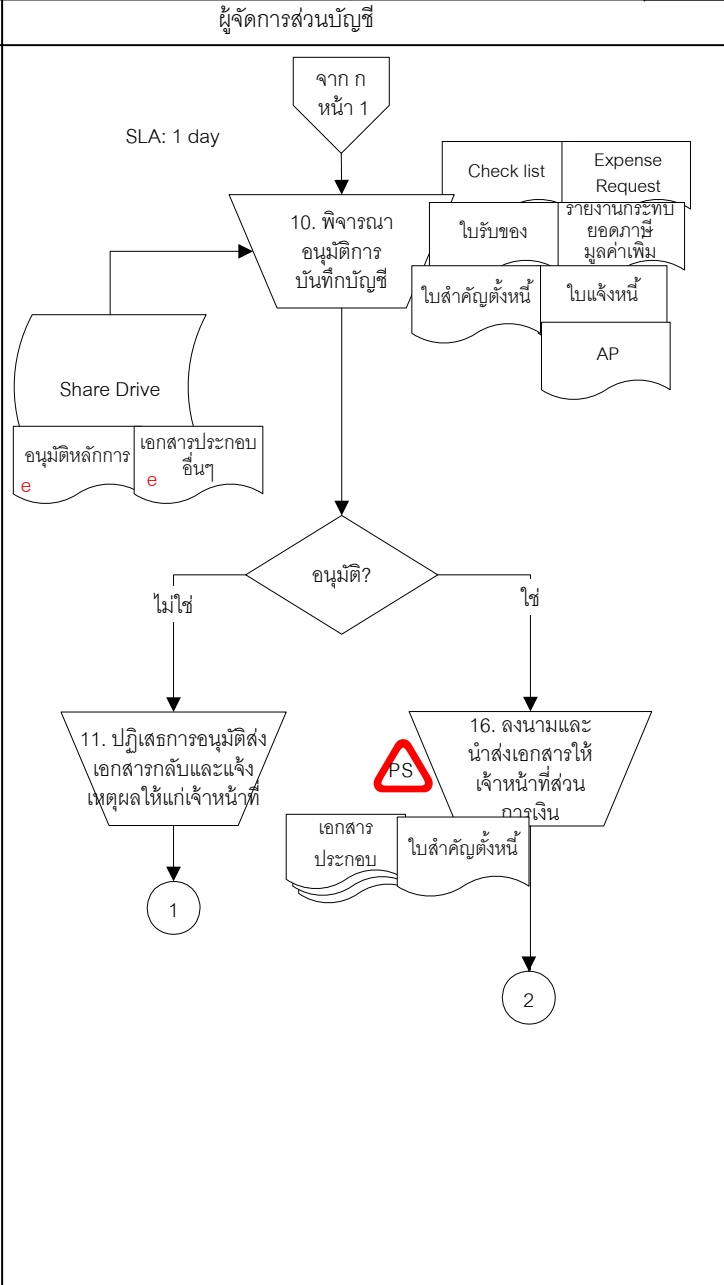 ผู้จัดการส่วนบัญชี
จาก ก
หน้า 1
SLA: 1 day
10. พิจารณา
อนุมัติการ
บันทึกบัญชี
Check list
Expense
Request
ใบรับของ
รายงานกระทบ
ยอดภาษี
มูลค่าเพิ่ม
ใบสำคัญตั้งหนี้
ใบแจ้งหนี้
AP
Share Drive
อนุมัติหลักการ
e
เอกสารประกอบ
อื่นๆ
e
อนุมัติ?
ไม่ใช่
ใช่
11. ปฏิเสธการอนุมัติส่ง
เอกสารกลับและแจ้ง
เหตุผลให้แก่เจ้าหน้าที่
16. ลงนามและ
นำส่งเอกสารให้
เจ้าหน้าที่ส่วน
การเงิน
PS
เอกสาร
ประกอบ
ใบสำคัญตั้งหนี้
1
2